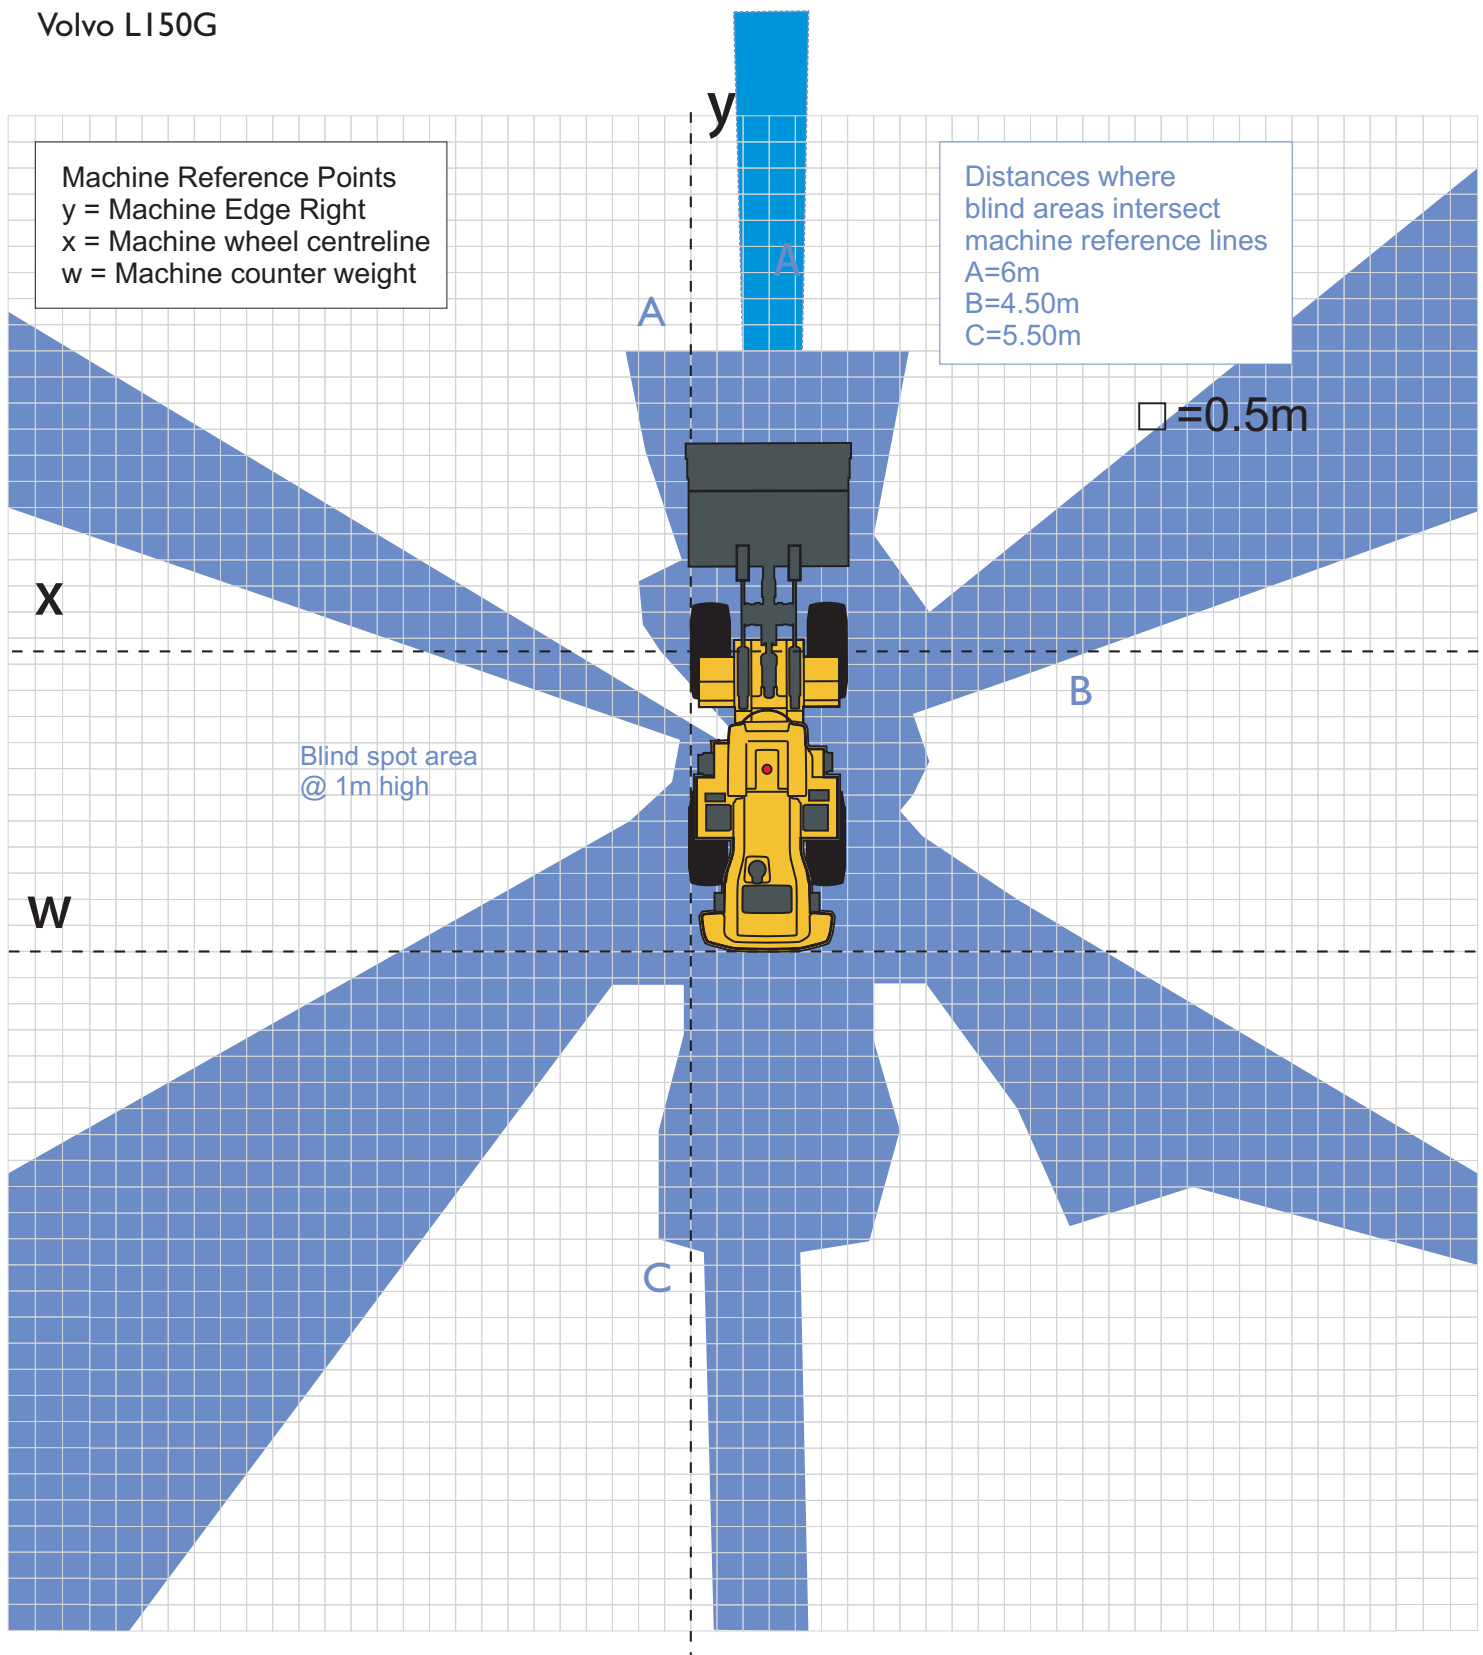 Volvo L150G
y
Machine Reference Points
y = Machine Edge Right
x = Machine wheel centreline
w = Machine counter weight
Distances where
blind areas intersect
machine reference lines
A=6m
B=4.50m
C=5.50m
A
A
=0.5m
x
B
Blind spot area
@ 1m high
w
C